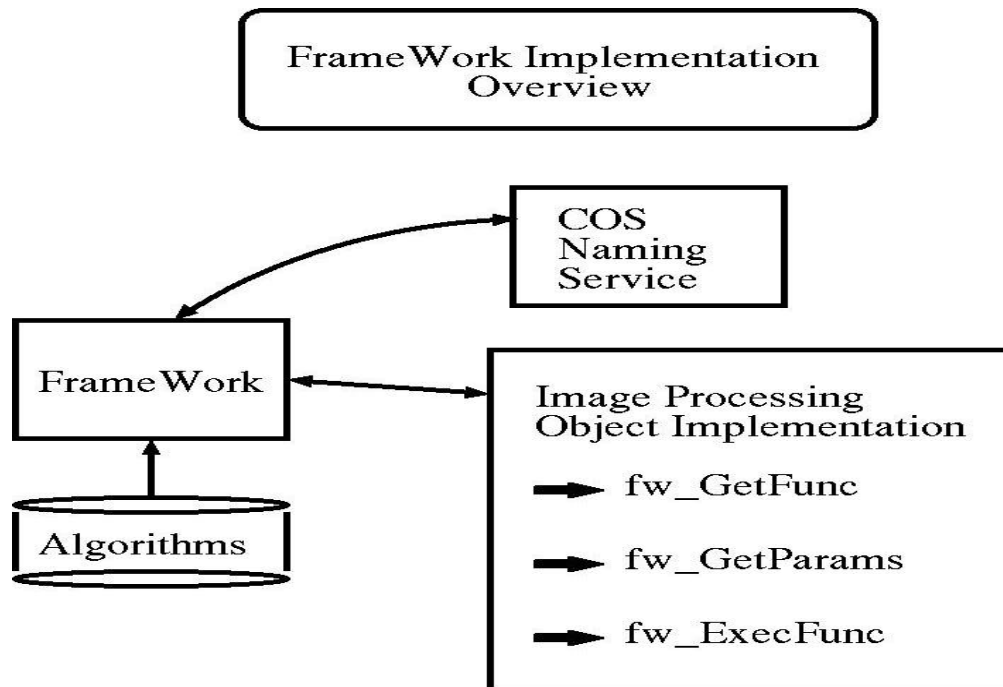 FrameWork Implementation
Overview
COS
Naming
Service
FrameWork
Image Processing
Object Implementation
fw_GetFunc
fw_GetParams
fw_ExecFunc
Algorithms